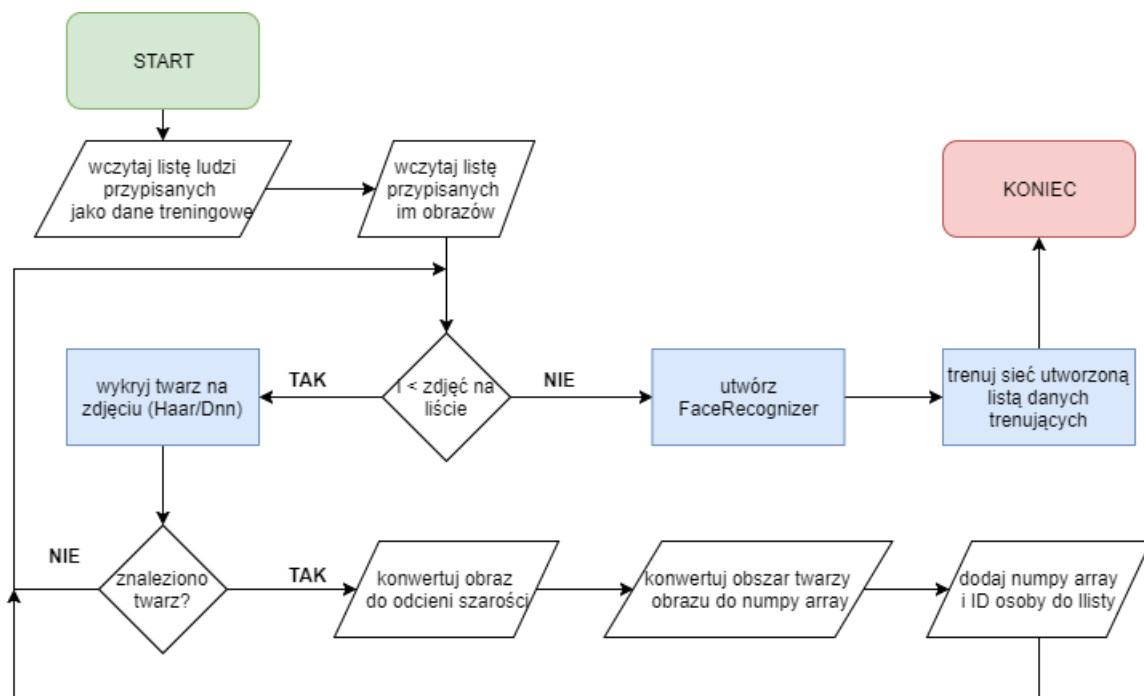 START
wczytaj listę ludzi
przypisanych
jako dane treningowe
wczytaj listę
przypisanych
im obrazów
KONIEC
wykryj twarz na
zdjęciu (Haar/Dnn)
TAK
I < zdjęć na
liście
NIE
utwórz
FaceRecognizer
trenuj sieć utworzoną
listą danych
trenujących
NIE
znaleziono
twarz?
TAK
konwertuj obraz
do odcieni szarości
konwertuj obszar twarzy
obrazu do numpy array
dodaj numpy array
i ID osoby do llisty